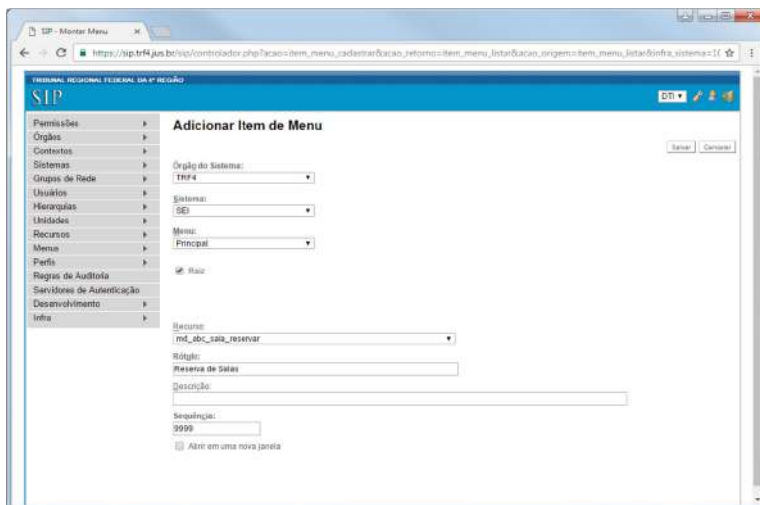 SIP - Montar Menu
https://sip.trf4.jus.br/sip/controlador.php?acao=item_menu_cadastrar&acao_retorno=item_menu_listar&acao_origem=item_menu_listar&infra_sistema=10
TRIBUNAL REGIONAL FEDERAL DA 4ª REGIÃO
SIP
DTI
Permissões
Órgãos
Contextos
Sistemas
Grupos de Rede
Usuários
Hierarquias
Unidades
Recursos
Menus
Perfis
Regras de Auditoria
Servidores de Autenticação
Desenvolvimento
Infra
Adicionar Item de Menu
Salvar Cancelar
Órgão do Sistema:
TRF4
Sistema:
SEI
Menu:
Principal
Raiz
Recurso:
md_abc_sala_reservar
Rótulo:
Reserva de Salas
Descrição:
Sequência:
9999
Abrir em uma nova janela